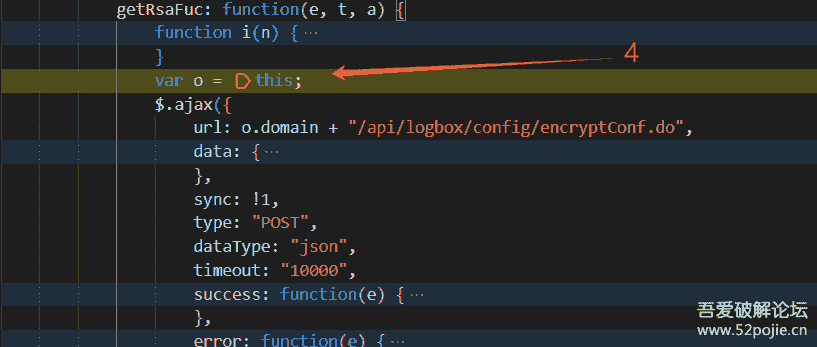 getRsaFuc: function(e, t, a) {
function i(n) { ···
}
var o = this;
4
$.ajax({
url: o.domain + "/api/logbox/config/encryptConf.do",
data: { ···
},
sync: !1,
type: "POST",
dataType: "json",
timeout: "10000",
success: function(e) { ···
},
error: function(e) { ···
吾爱破解论坛
www.52pojie.cn